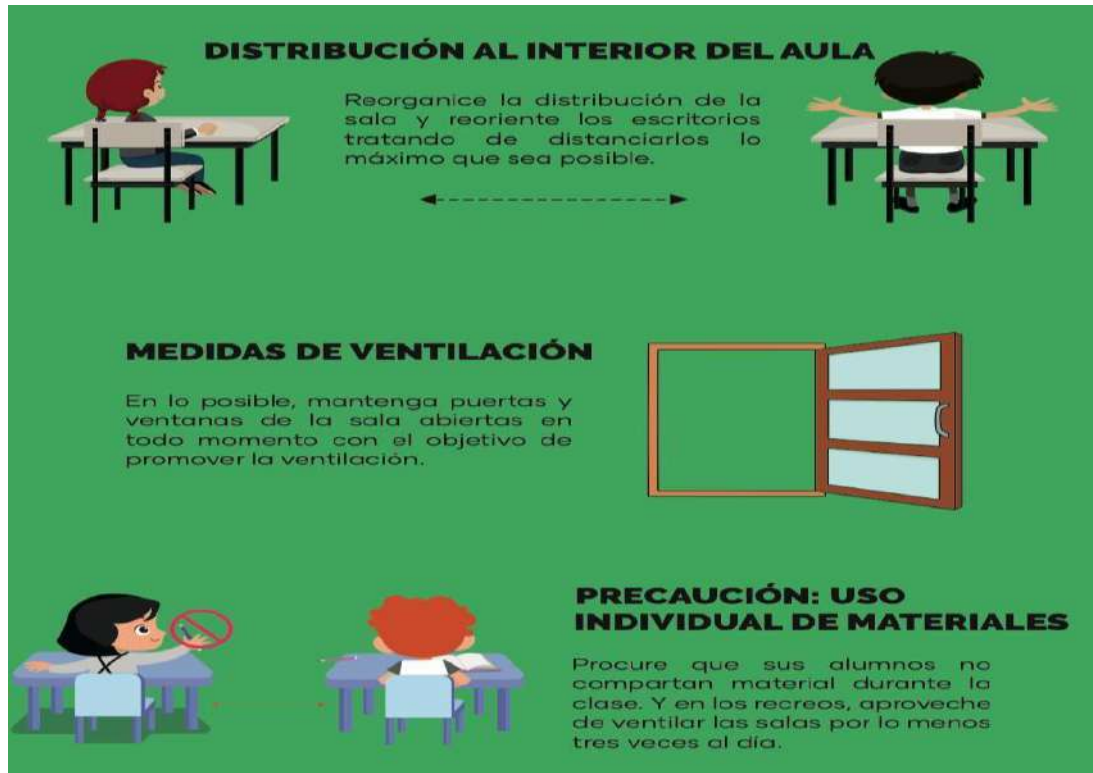 DISTRIBUCIÓN AL INTERIOR DEL AULA
Reorganice la distribución de la
sala y reoriente los escritorios
tratando de distanciarlos lo
máximo que sea posible.
MEDIDAS DE VENTILACIÓN
En lo posible, mantenga puertas y
ventanas de la sala abiertas en
todo momento con el objetivo de
promover la ventilación.
PRECAUCIÓN: USO
INDIVIDUAL DE MATERIALES
Procure que sus alumnos no
compartan material durante la
clase. Y en los recreos, aproveche
de ventilar las salas por lo menos
tres veces al día.